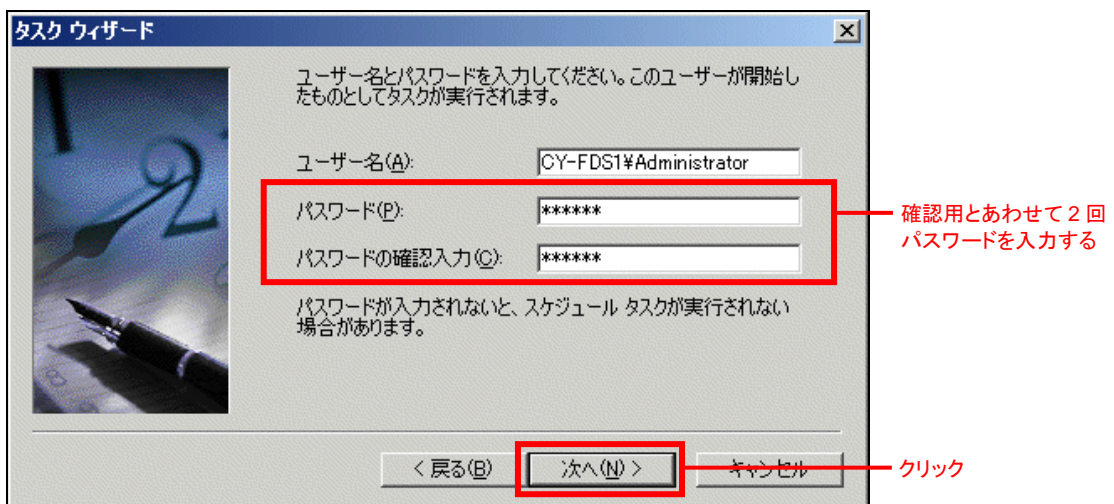 タスク ウィザード
ユーザー名とパスワードを入力してください。このユーザーが開始し
たものとしてタスクが実行されます。
ユーザー名(A):
CY-FDS1¥Administrator
パスワード(P):
******
パスワードの確認入力(C):
******
確認用とあわせて2回
パスワードを入力する
パスワードが入力されないと、スケジュール タスクが実行されない
場合があります。
< 戻る(B)
次へ(N) >
キャンセル
クリック